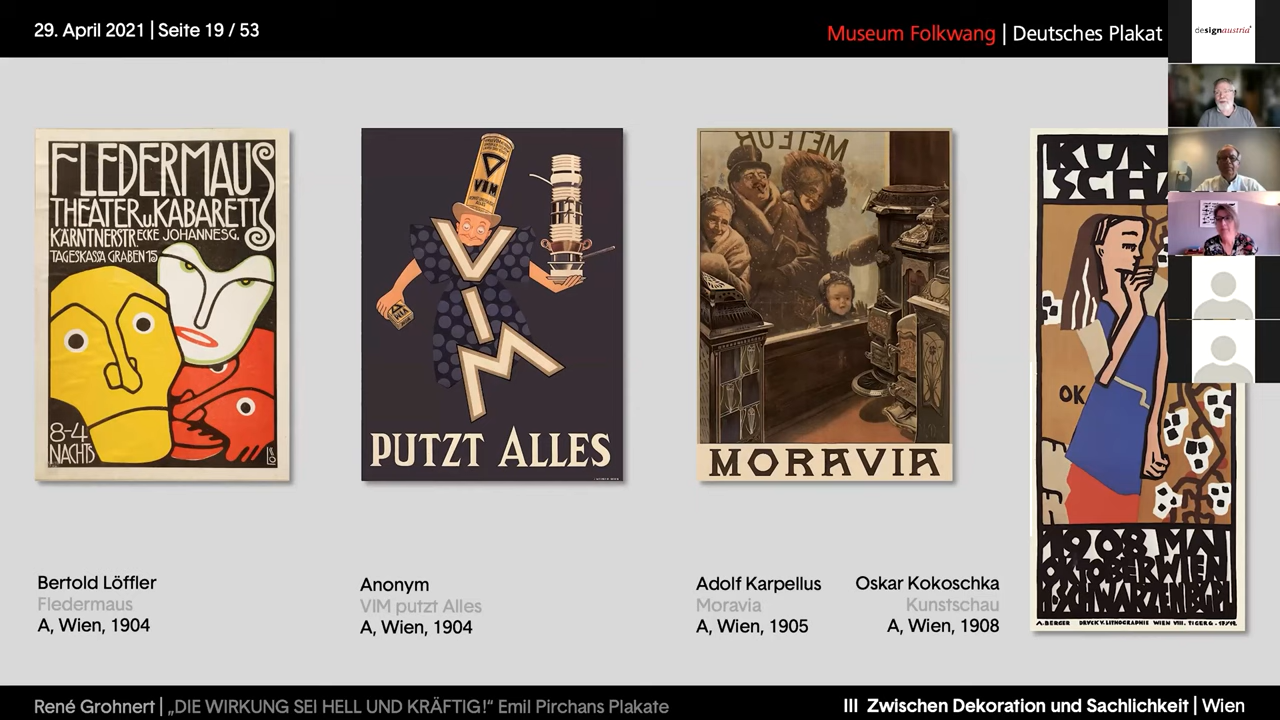 29. April 2021 | Seite 19 / 53
Museum Folkwang | Deutsches Plakat
designaustria
FLEDERMAUS
THEATER u. KABARETT
KÄRNTNERSTR. ECKE JOHANNESG.
TAGESKASSA GRABEN 15
8-4
NACHTS
VIM
VIM
PUTZT ALLES
METEOR
MORAVIA
KUN
SCHA
OK
1908 MAI
OKTOBER WIEN
A. BERGER DRUCK V. LITHOGRAPHIE WIEN VIII. TIGERG. 17/19.
Bertold Löffler
Fledermaus
A, Wien, 1904
Anonym
VIM putzt Alles
A, Wien, 1904
Adolf Karpellus
Moravia
A, Wien, 1905
Oskar Kokoschka
Kunstschau
A, Wien, 1908
René Grohnert | „DIE WIRKUNG SEI HELL UND KRÄFTIG!“ Emil Pirchans Plakate
III Zwischen Dekoration und Sachlichkeit | Wien